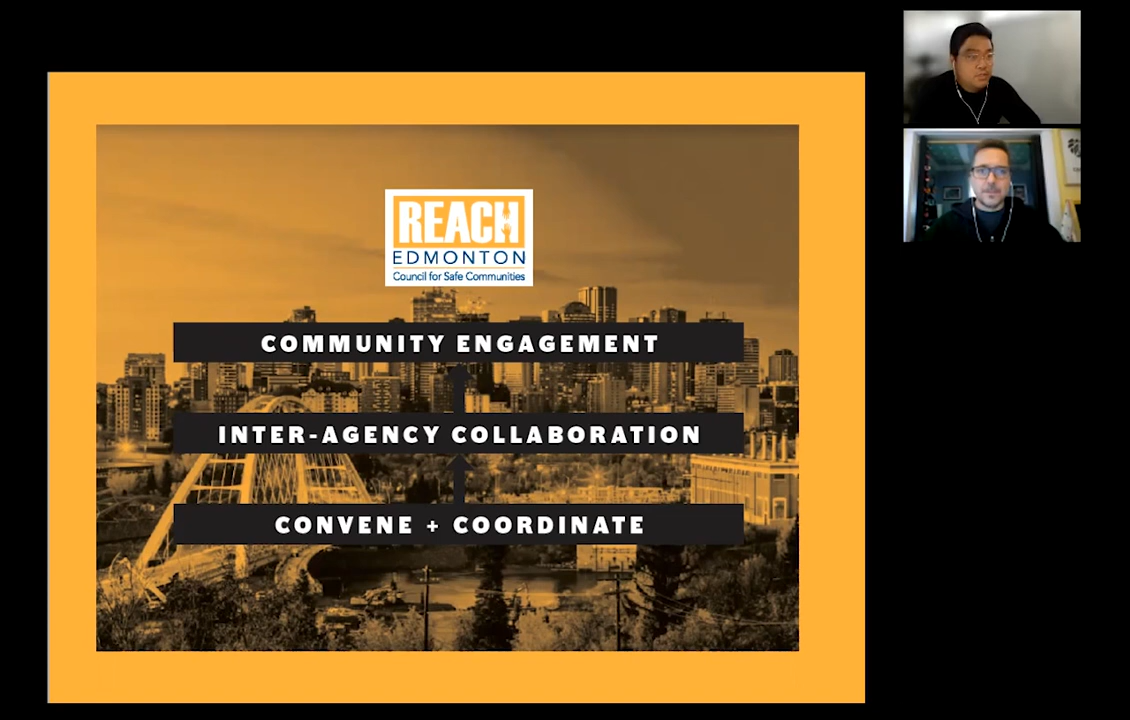 REACH
EDMONTON
Council for Safe Communities
COMMUNITY ENGAGEMENT
INTER-AGENCY COLLABORATION
CONVENE + COORDINATE